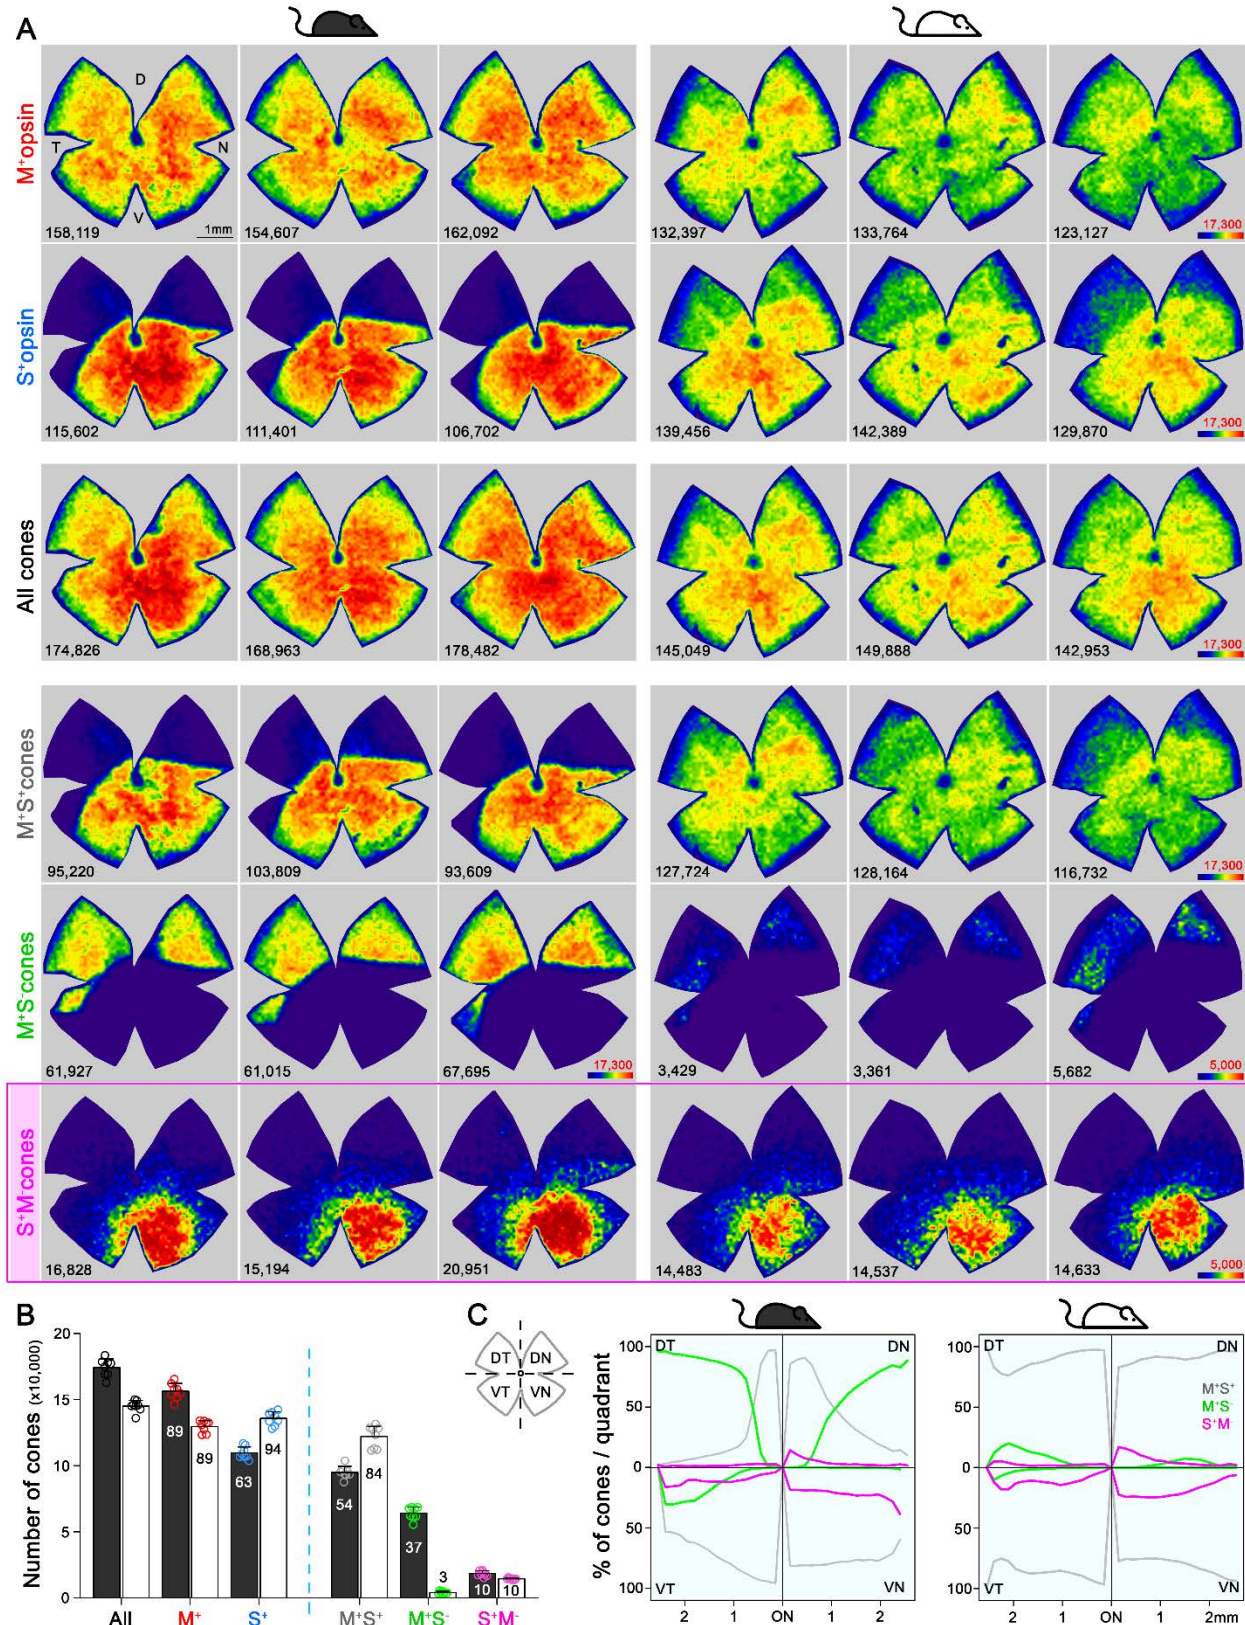 A
M⁺opsin
D
T
N
V
1mm
158,119
154,607
162,092
132,397
133,764
123,127
17,300
S⁺opsin
115,602
111,401
106,702
139,456
142,389
129,870
17,300
All cones
174,826
168,963
178,482
145,049
149,888
142,953
17,300
M⁺S⁺cones
95,220
103,809
93,609
127,724
128,164
116,732
17,300
M⁺S⁻cones
61,927
61,015
67,695
17,300
3,429
3,361
5,682
5,000
S⁺M⁻cones
16,828
15,194
20,951
14,483
14,537
14,633
5,000
B
Number of cones (x10,000)
20
15
10
5
0
89
89
63
94
54
84
37
3
10
10
All
M⁺
S⁺
M⁺S⁺
M⁺S⁻
S⁺M⁻
C
DT
DN
VT
VN
% of cones / quadrant
100
50
0
50
100
DT
DN
VT
VN
2
1
ON
1
2
100
50
0
50
100
DT
DN
M⁺S⁺
M⁺S⁻
S⁺M⁻
VT
VN
2
1
ON
1
2mm